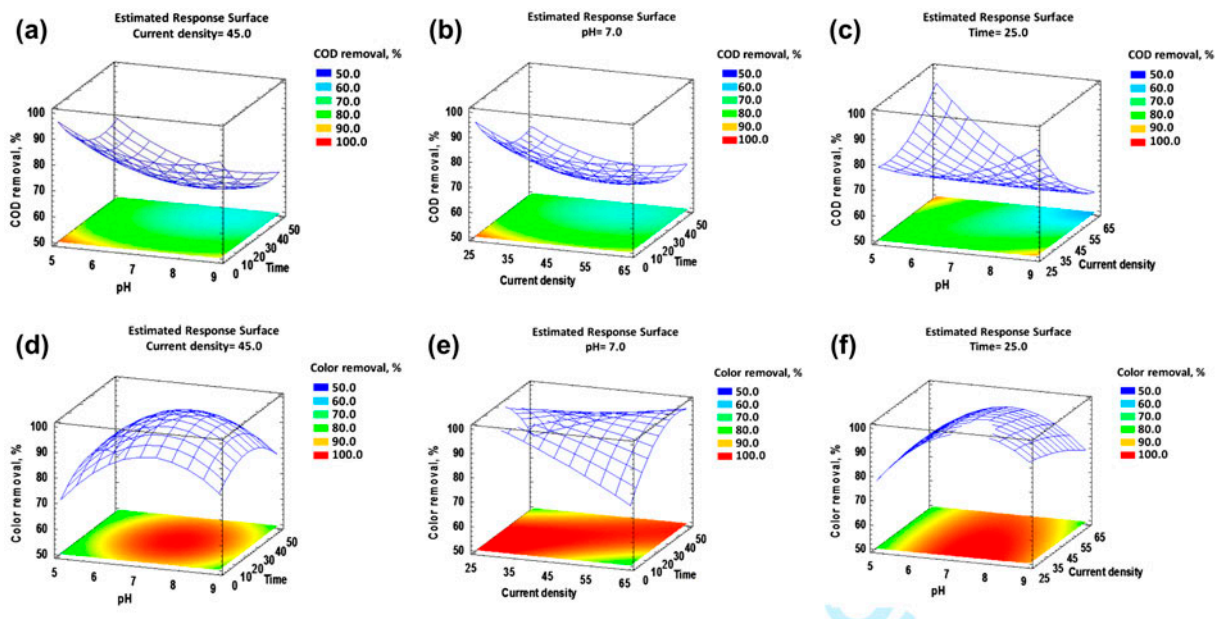 (a)
Estimated Response Surface
Current density= 45.0
COD removal, %
50.0
60.0
70.0
80.0
90.0
100.0
COD removal, %
100
90
80
70
60
50
5 6 7 8 9
pH
0 10 20 30 40 50
Time
(b)
Estimated Response Surface
pH= 7.0
COD removal, %
50.0
60.0
70.0
80.0
90.0
100.0
COD removal, %
100
90
80
70
60
50
25 35 45 55 65
Current density
0 10 20 30 40 50
Time
(c)
Estimated Response Surface
Time= 25.0
COD removal, %
50.0
60.0
70.0
80.0
90.0
100.0
COD removal, %
100
90
80
70
60
50
5 6 7 8 9
pH
25 35 45 55 65
Current density
(d)
Estimated Response Surface
Current density= 45.0
Color removal, %
50.0
60.0
70.0
80.0
90.0
100.0
Color removal, %
100
90
80
70
60
50
5 6 7 8 9
pH
0 10 20 30 40 50
Time
(e)
Estimated Response Surface
pH= 7.0
Color removal, %
50.0
60.0
70.0
80.0
90.0
100.0
Color removal, %
100
90
80
70
60
50
25 35 45 55 65
Current density
0 10 20 30 40 50
Time
(f)
Estimated Response Surface
Time= 25.0
Color removal, %
50.0
60.0
70.0
80.0
90.0
100.0
Color removal, %
100
90
80
70
60
50
5 6 7 8 9
pH
25 35 45 55 65
Current density